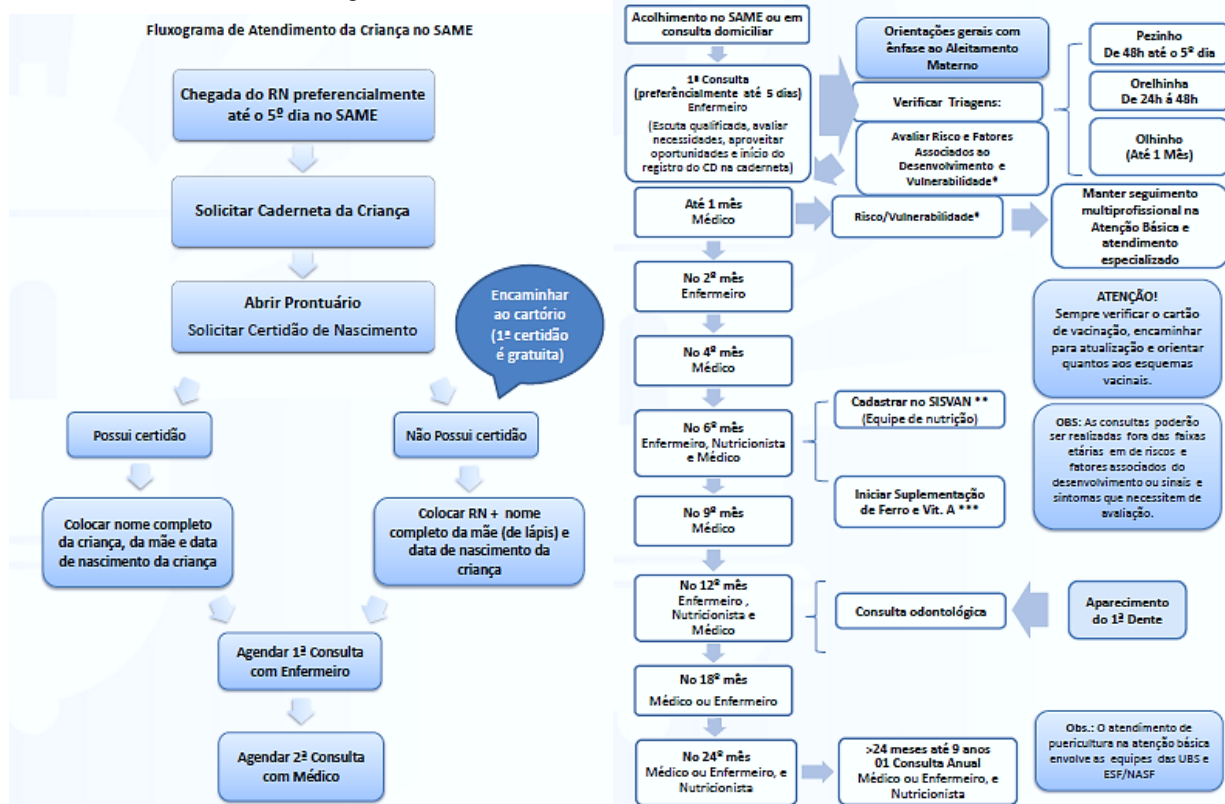 Fluxograma de Atendimento da Criança no SAME
Chegada do RN preferencialmente
até o 5º dia no SAME
Solicitar Caderneta da Criança
Abrir Prontuário
Solicitar Certidão de Nascimento
Encaminhar
ao cartório
(1ª certidão
é gratuita)
Possui certidão
Não Possui certidão
Colocar nome completo
da criança, da mãe e data
de nascimento da criança
Colocar RN + nome
completo da mãe (de lápis) e
data de nascimento da
criança
Agendar 1ª Consulta
com Enfermeiro
Agendar 2ª Consulta
com Médico
Acolhimento no SAME ou em
consulta domiciliar
1ª Consulta
(preferêncialmente até 5 dias)
Enfermeiro
(Escuta qualificada, avaliar
necessidades, aproveitar
oportunidades e início do
registro do CD na caderneta)
Orientações gerais com
ênfase ao Aleitamento
Materno
Verificar Triagens:
Avaliar Risco e Fatores
Associados ao
Desenvolvimento e
Vulnerabilidade*
Pezinho
De 48h até o 5º dia
Orelhinha
De 24h á 48h
Olhinho
(Até 1 Mês)
Até 1 mês
Médico
Risco/Vulnerabilidade*
Manter seguimento
multiprofissional na
Atenção Básica e
atendimento
especializado
No 2º mês
Enfermeiro
No 4º mês
Médico
No 6º mês
Enfermeiro, Nutricionista
e Médico
Cadastrar no SISVAN **
(Equipe de nutrição)
Iniciar Suplementação
de Ferro e Vit. A ***
No 9º mês
Médico
No 12º mês
Enfermeiro ,
Nutricionista e
Médico
Consulta odontológica
Aparecimento
do 1º Dente
No 18º mês
Médico ou Enfermeiro
No 24º mês
Médico ou Enfermeiro, e
Nutricionista
>24 meses até 9 anos
01 Consulta Anual
Médico ou Enfermeiro, e
Nutricionista
ATENÇÃO!
Sempre verificar o cartão
de vacinação, encaminhar
para atualização e orientar
quantos aos esquemas
vacinais.
OBS: As consultas poderão
ser realizadas fora das faixas
etárias em de riscos e
fatores associados do
desenvolvimento ou sinais e
sintomas que necessitem de
avaliação.
Obs.: O atendimento de
puericultura na atenção básica
envolve as equipes das UBS e
ESF/NASF